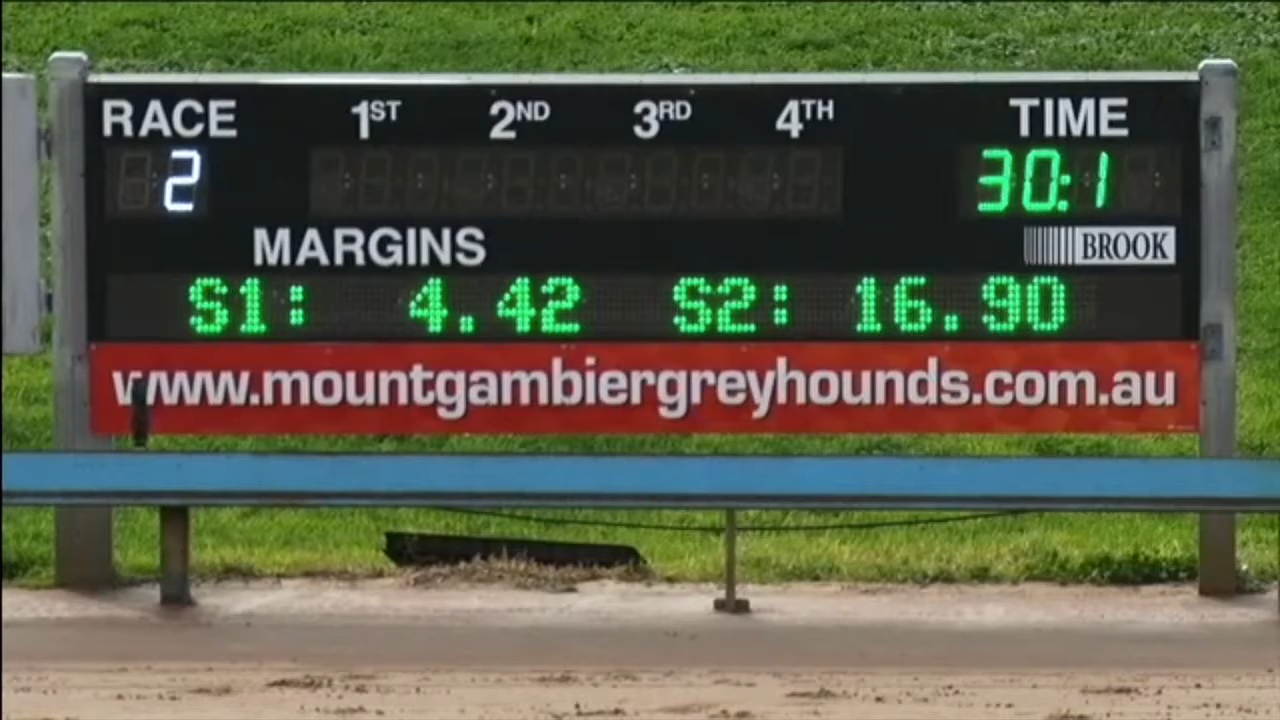 RACE 1ST 2ND 3RD 4TH TIME
2 30:1
MARGINS BROOK
S1: 4.42 S2: 16.90
www.mountgambiergreyhounds.com.au